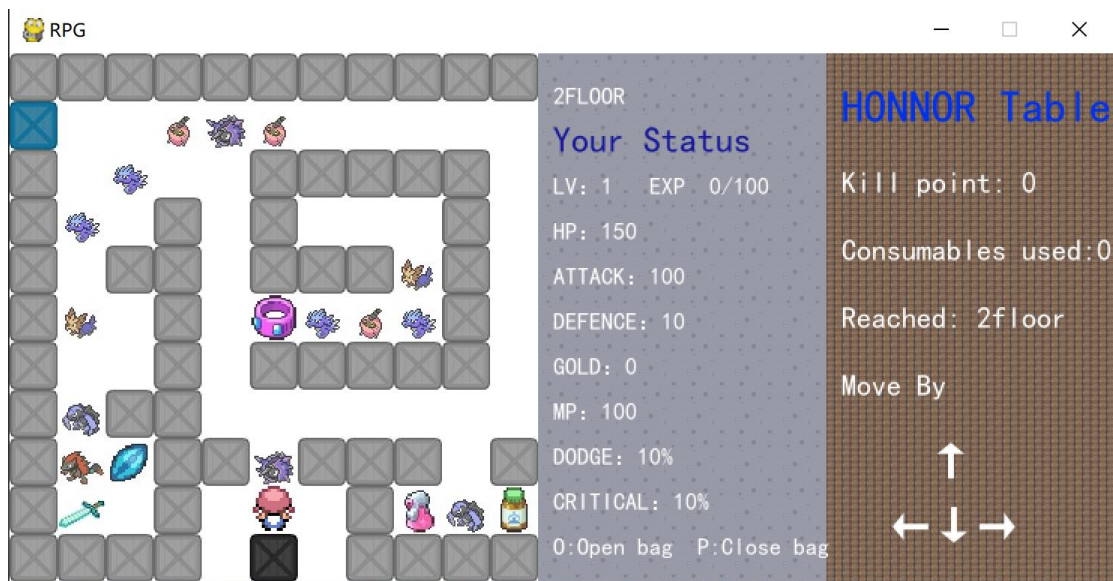 RPG
2FLOOR
Your Status
LV: 1 EXP 0/100
HP: 150
ATTACK: 100
DEFENCE: 10
GOLD: 0
MP: 100
DODGE: 10%
CRITICAL: 10%
O:Open bag P:Close bag
HONNOR Table
Kill point: 0
Consumables used:0
Reached: 2floor
Move By